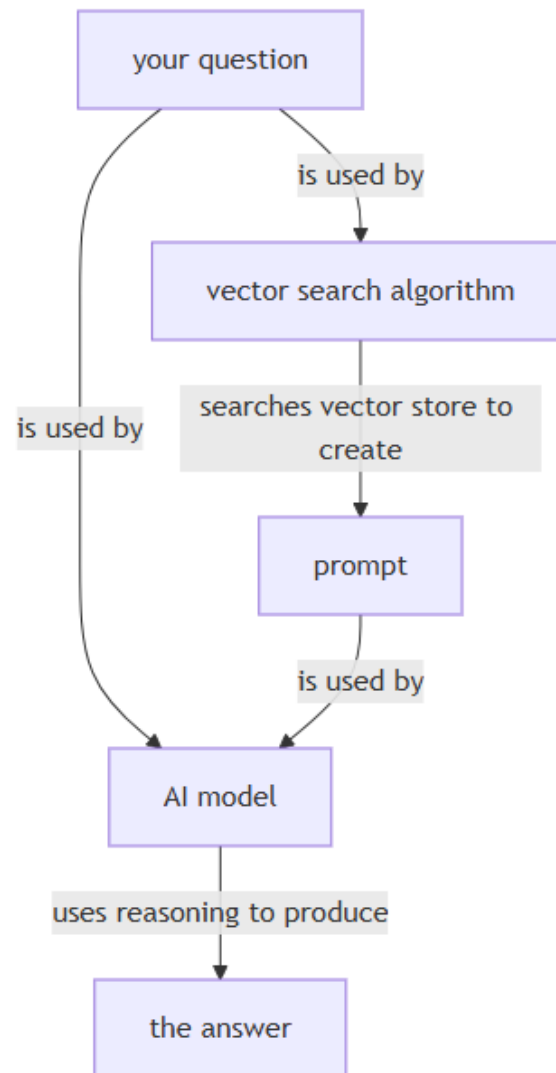 your question
is used by
vector search algorithm
searches vector store to
create
is used by
prompt
is used by
AI model
uses reasoning to produce
the answer